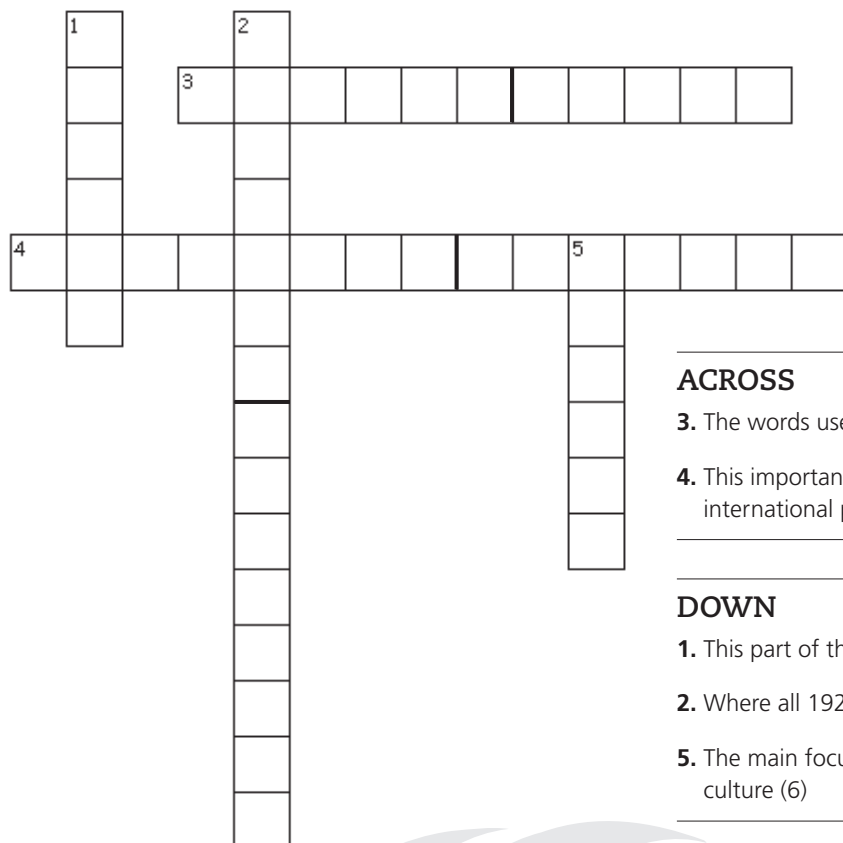 1
2
3
4
5
ACROSS
3. The words use
4. This importan
international p
DOWN
1. This part of th
2. Where all 192
5. The main focu
culture (6)